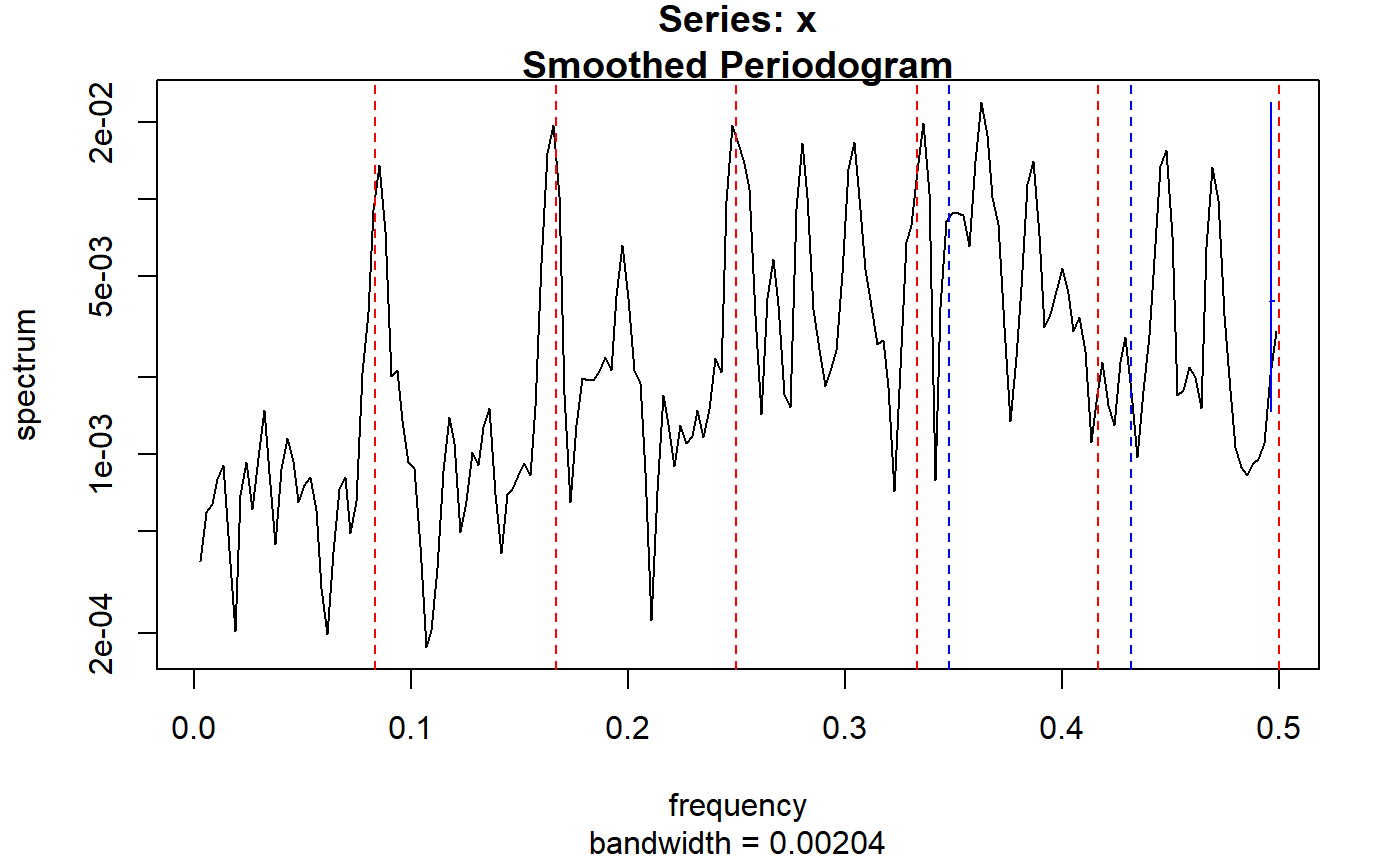 Series: x
Smoothed Periodogram
spectrum
2e-02
5e-03
1e-03
2e-04
0.0 0.1 0.2 0.3 0.4 0.5
frequency
bandwidth = 0.00204